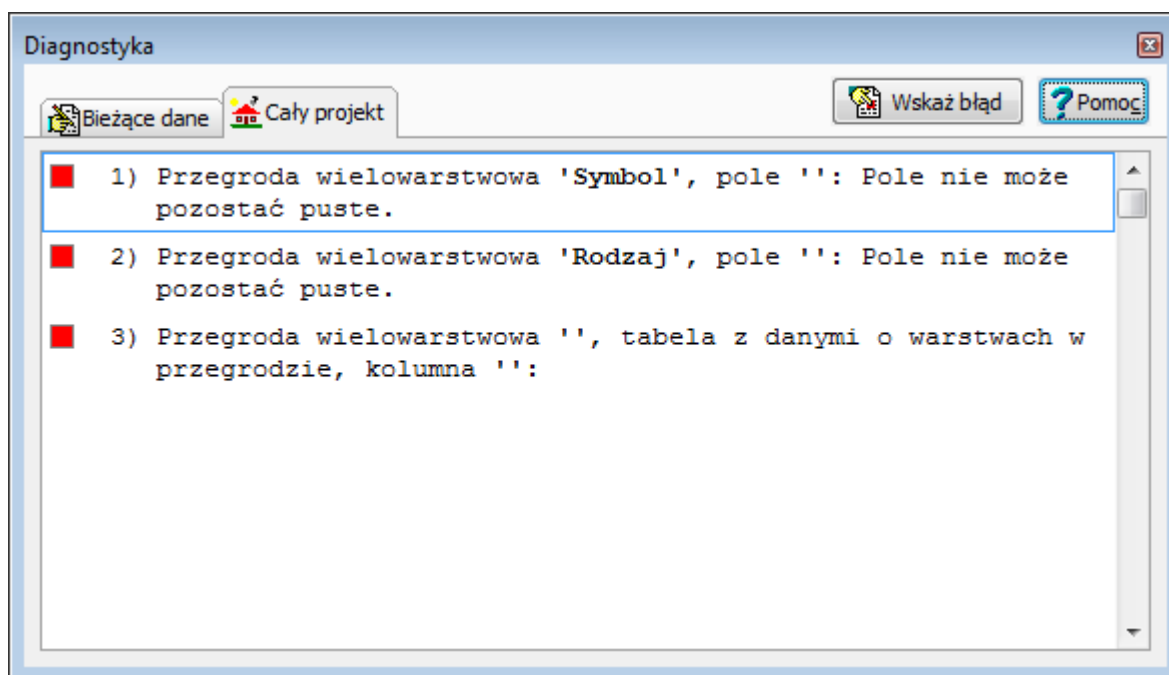 Diagnostyka
Bieżące dane
Cały projekt
Wskaż błąd
Pomoc
1) Przegroda wielowarstwowa 'Symbol', pole '': Pole nie może
pozostać puste.
2) Przegroda wielowarstwowa 'Rodzaj', pole '': Pole nie może
pozostać puste.
3) Przegroda wielowarstwowa '', tabela z danymi o warstwach w
przegrodzie, kolumna '':